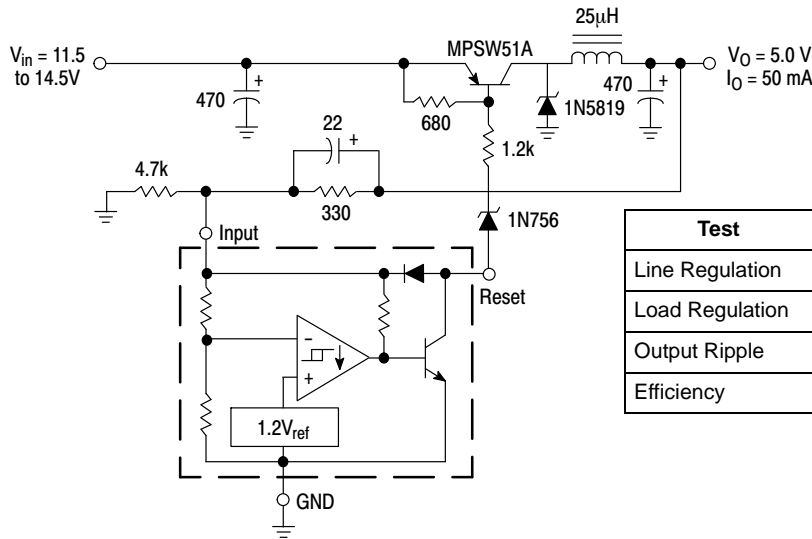 25μH
MPSW51A
V_in = 11.5 to 14.5V
V_O = 5.0 V
I_O = 50 mA
470
+
680
470
+
1N5819
22
+
1.2k
4.7k
330
1N756
Input
Reset
Test
Line Regulation
Load Regulation
Output Ripple
Efficiency
−
+
1.2V_ref
GND